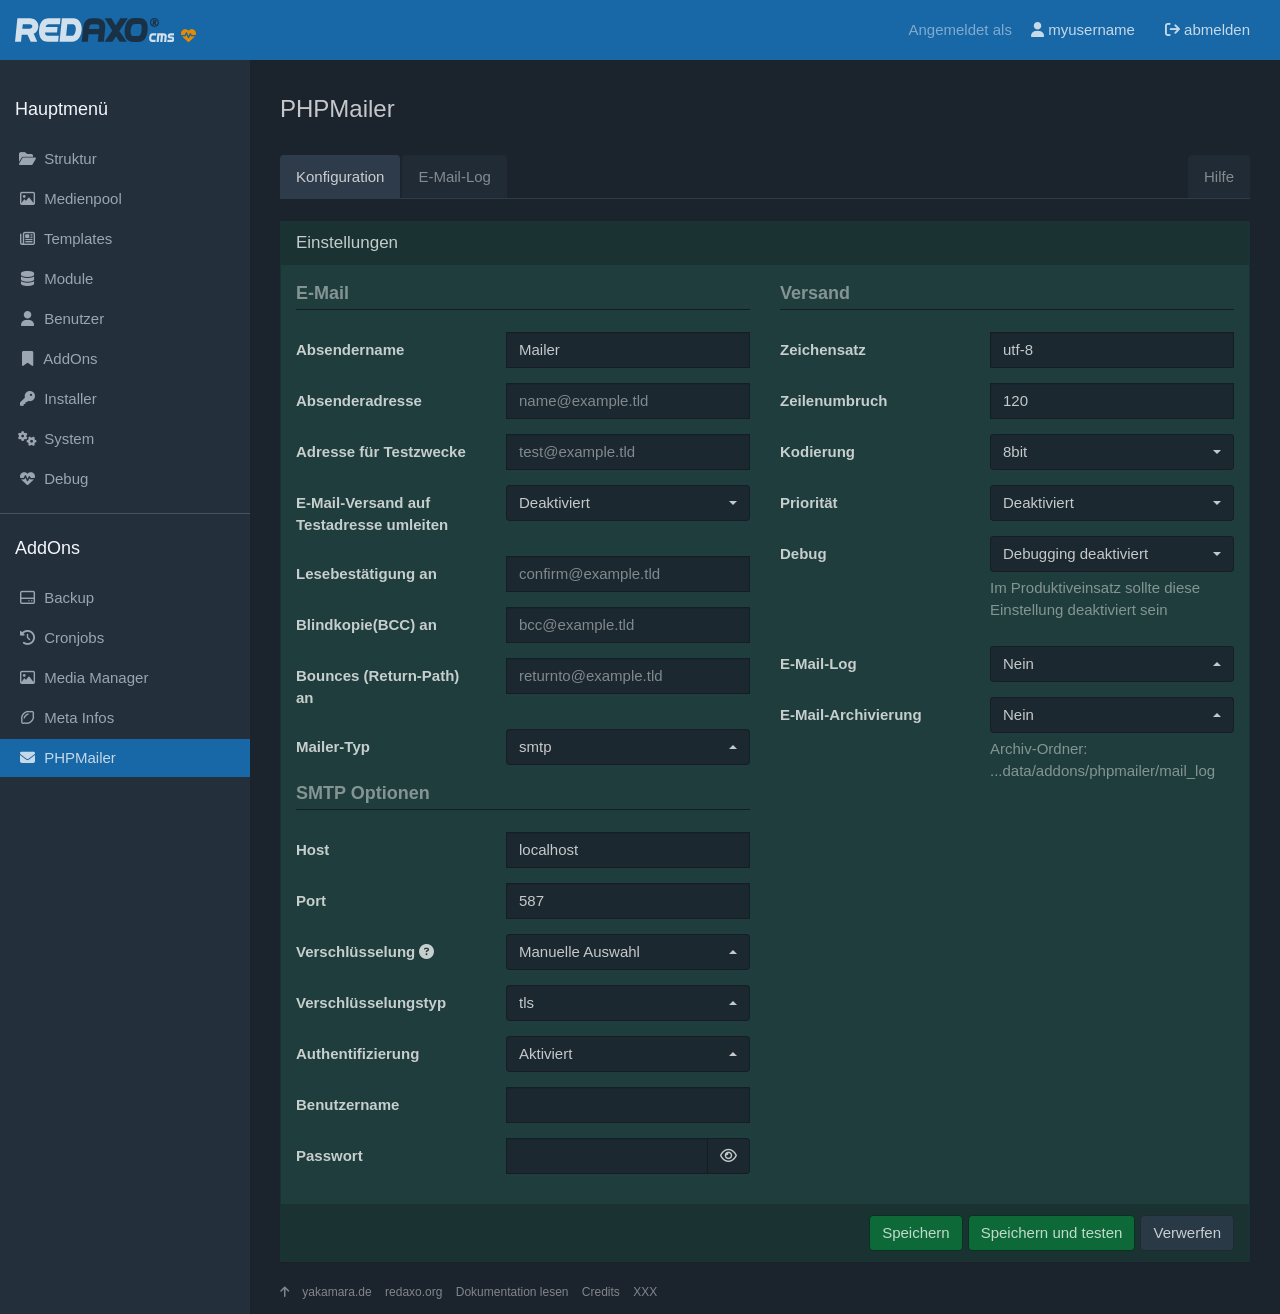 REDAXO® cms
Angemeldet als myusername abmelden
Hauptmenü
Struktur
Medienpool
Templates
Module
Benutzer
AddOns
Installer
System
Debug
AddOns
Backup
Cronjobs
Media Manager
Meta Infos
PHPMailer
PHPMailer
Konfiguration
E-Mail-Log
Hilfe
Einstellungen
E-Mail
Absendername Mailer
Absenderadresse name@example.tld
Adresse für Testzwecke test@example.tld
E-Mail-Versand auf Deaktiviert
Testadresse umleiten
Lesebestätigung an confirm@example.tld
Blindkopie(BCC) an bcc@example.tld
Bounces (Return-Path) returnto@example.tld
an
Mailer-Typ smtp
SMTP Optionen
Host localhost
Port 587
Verschlüsselung Manuelle Auswahl
Verschlüsselungstyp tls
Authentifizierung Aktiviert
Benutzername
Passwort
Versand
Zeichensatz utf-8
Zeilenumbruch 120
Kodierung 8bit
Priorität Deaktiviert
Debug Debugging deaktiviert
Im Produktiveinsatz sollte diese
Einstellung deaktiviert sein
E-Mail-Log Nein
E-Mail-Archivierung Nein
Archiv-Ordner:
...data/addons/phpmailer/mail_log
Speichern
Speichern und testen
Verwerfen
yakamara.de redaxo.org Dokumentation lesen Credits XXX